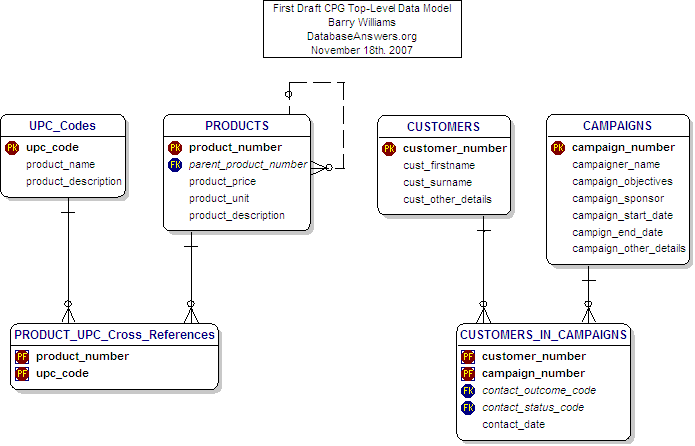 First Draft CPG Top-Level Data Model
Barry Williams
DatabaseAnswers.org
November 18th. 2007
UPC_Codes
PK upc_code
product_name
product_description
PRODUCTS
PK product_number
FK parent_product_number
product_price
product_unit
product_description
CUSTOMERS
PK customer_number
cust_firstname
cust_surname
cust_other_details
CAMPAIGNS
PK campaign_number
campaigner_name
campaign_objectives
campaign_sponsor
campaign_start_date
campign_end_date
campaign_other_details
PRODUCT_UPC_Cross_References
PF product_number
PF upc_code
CUSTOMERS_IN_CAMPAIGNS
PF customer_number
PF campaign_number
FK contact_outcome_code
FK contact_status_code
contact_date